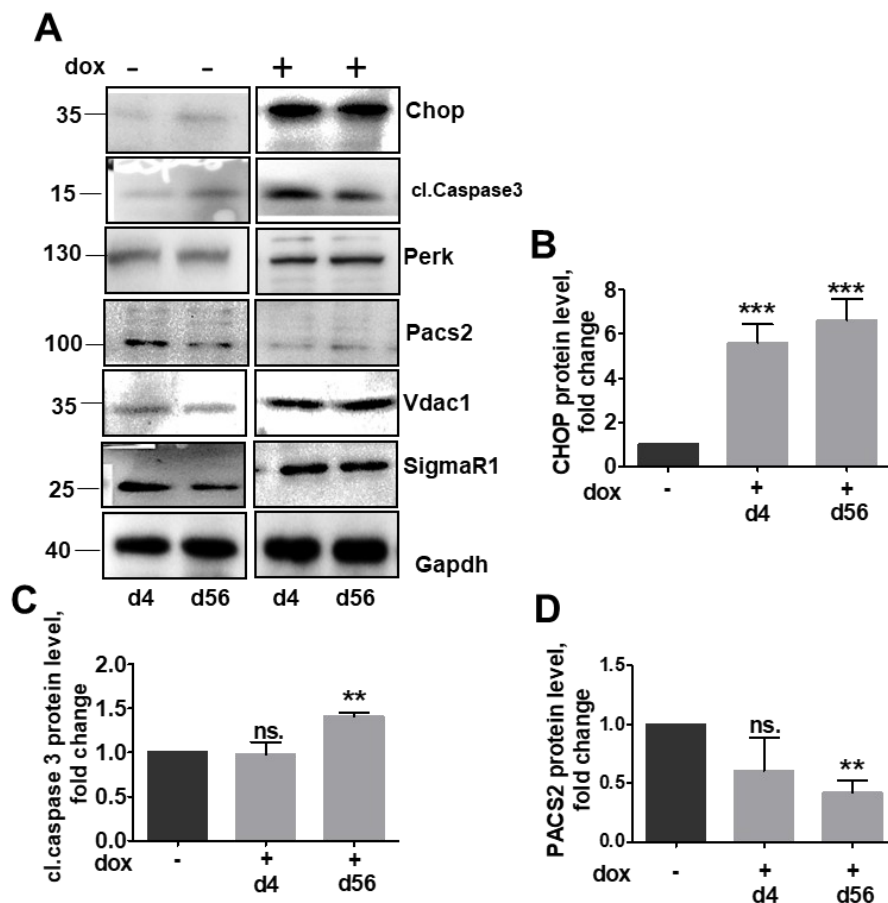 A
dox - - + +
35 Chop
15 cl.Caspase3
130 Perk
100 Pacs2
35 Vdac1
25 SigmaR1
40 Gapdh
d4 d56 d4 d56
B
CHOP protein level,
fold change
8
6
4
2
0
*** ***
dox - + +
d4 d56
C
cl.caspase 3 protein level,
fold change
2.0
1.5
1.0
0.5
0.0
ns. **
dox - + +
d4 d56
D
PACS2 protein level,
fold change
1.5
1.0
0.5
0.0
ns. **
dox - + +
d4 d56